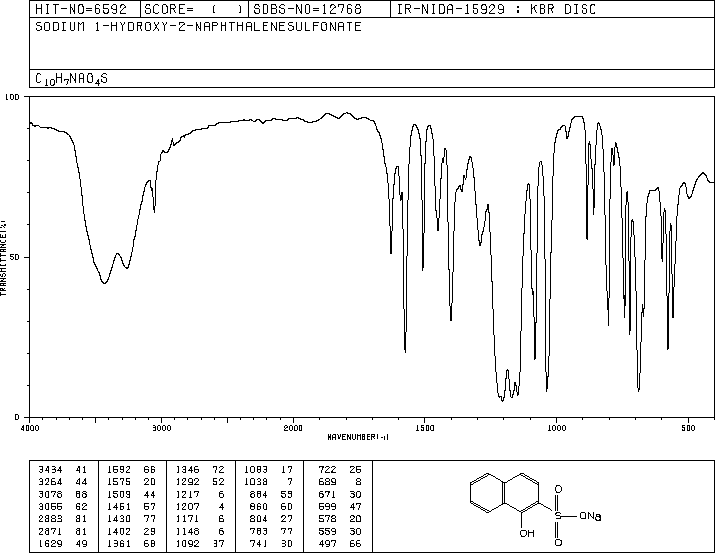 HIT-NO=6592 SCORE= ( ) SDBS-NO=12768 IR-NIDA-15929 : KBR DISC
SODIUM 1-HYDROXY-2-NAPHTHALENESULFONATE
C10H7NAO4S
100
50
0
TRANSMITTANCE(%)
4000 3000 2000 1500 1000 500
WAVENUMBER(-1)
3434 41 1592 66 1346 72 1083 17 722 25
3264 44 1575 20 1292 52 1038 7 689 8
3078 68 1509 44 1217 6 884 53 671 30
3055 62 1451 57 1207 4 860 60 599 47
2883 81 1430 77 1171 6 804 27 578 20
2871 81 1402 29 1148 6 783 77 559 30
1629 49 1361 68 1092 37 741 30 497 66
O
S ONa
O
OH